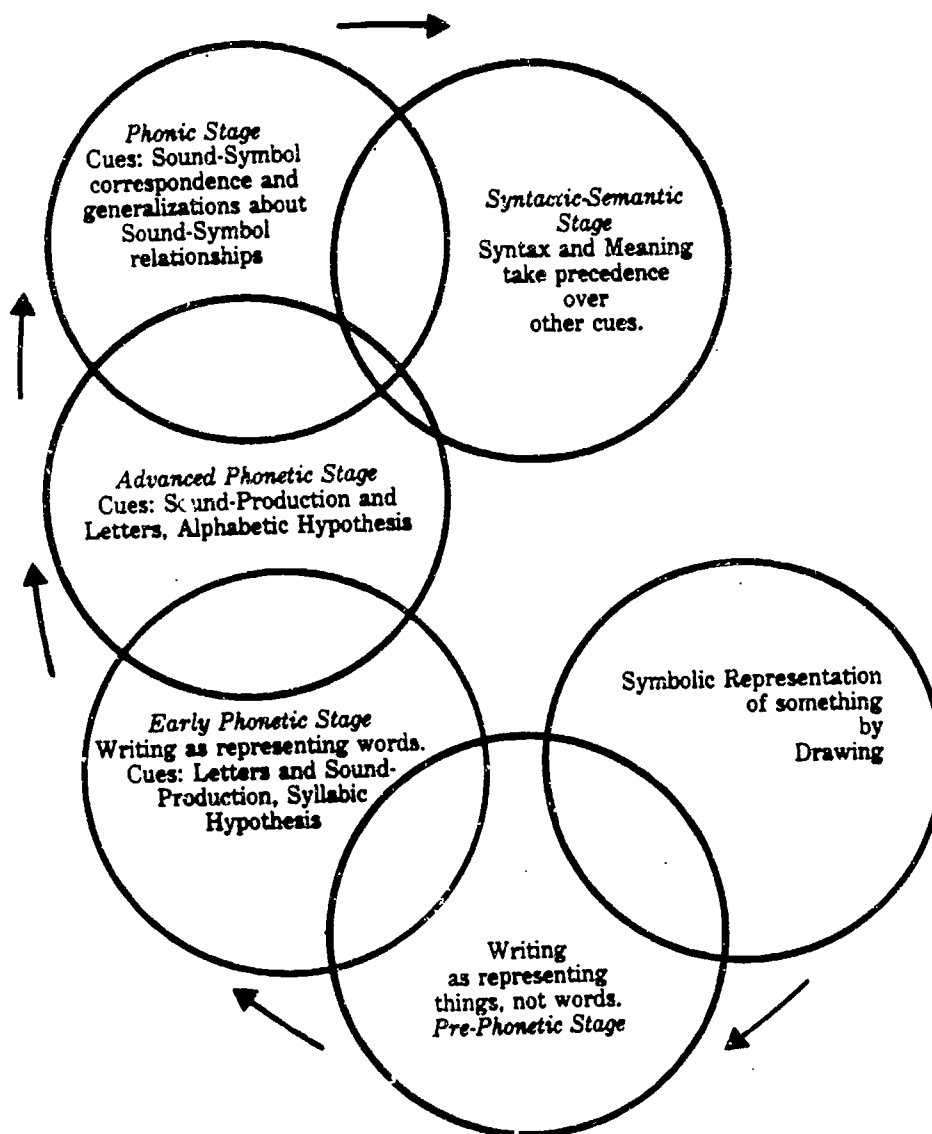 Phonic Stage
Cues: Sound-Symbol
correspondence and
generalizations about
Sound-Symbol
relationships
Syntactic-Semantic
Stage
Syntax and Meaning
take precedence
over
other cues.
Advanced Phonetic Stage
Cues: Sound-Production and
Letters, Alphabetic Hypothesis
Early Phonetic Stage
Writing as representing words.
Cues: Letters and Sound-
Production, Syllabic
Hypothesis
Symbolic Representation
of something
by
Drawing
Writing
as representing
things, not words.
Pre-Phonetic Stage